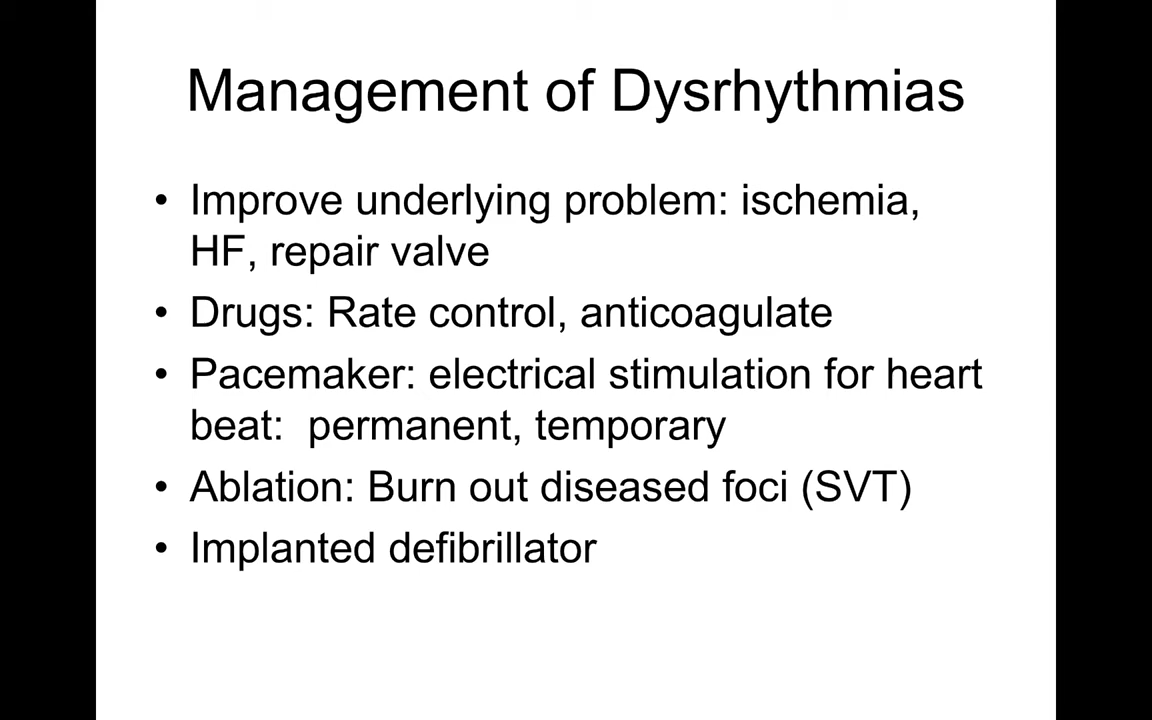 Management of Dysrhythmias
• Improve underlying problem: ischemia,
HF, repair valve
• Drugs: Rate control, anticoagulate
• Pacemaker: electrical stimulation for heart
beat:  permanent, temporary
• Ablation: Burn out diseased foci (SVT)
• Implanted defibrillator